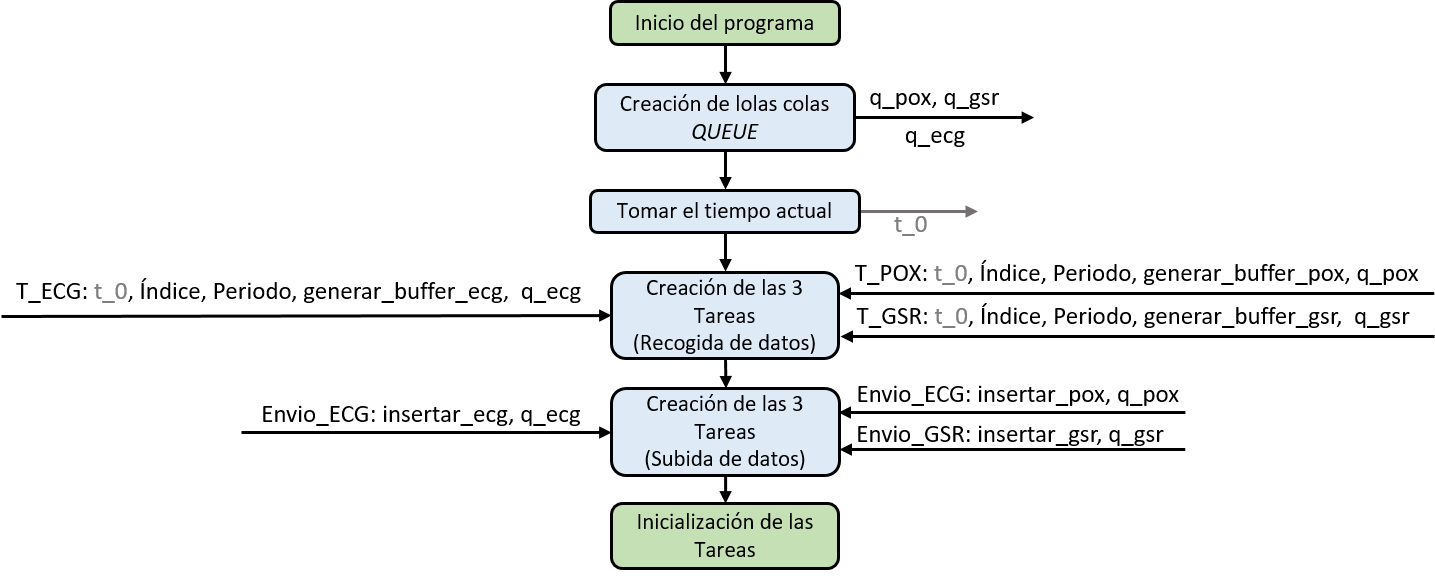 Inicio del programa
Creación de lolas colas
QUEUE
q_pox, q_gsr
q_ecg
Tomar el tiempo actual
t_0
T_ECG: t_0, Índice, Periodo, generar_buffer_ecg, q_ecg
Creación de las 3
Tareas
(Recogida de datos)
T_POX: t_0, Índice, Periodo, generar_buffer_pox, q_pox
T_GSR: t_0, Índice, Periodo, generar_buffer_gsr, q_gsr
Envio_ECG: insertar_ecg, q_ecg
Creación de las 3
Tareas
(Subida de datos)
Envio_ECG: insertar_pox, q_pox
Envio_GSR: insertar_gsr, q_gsr
Inicialización de las
Tareas